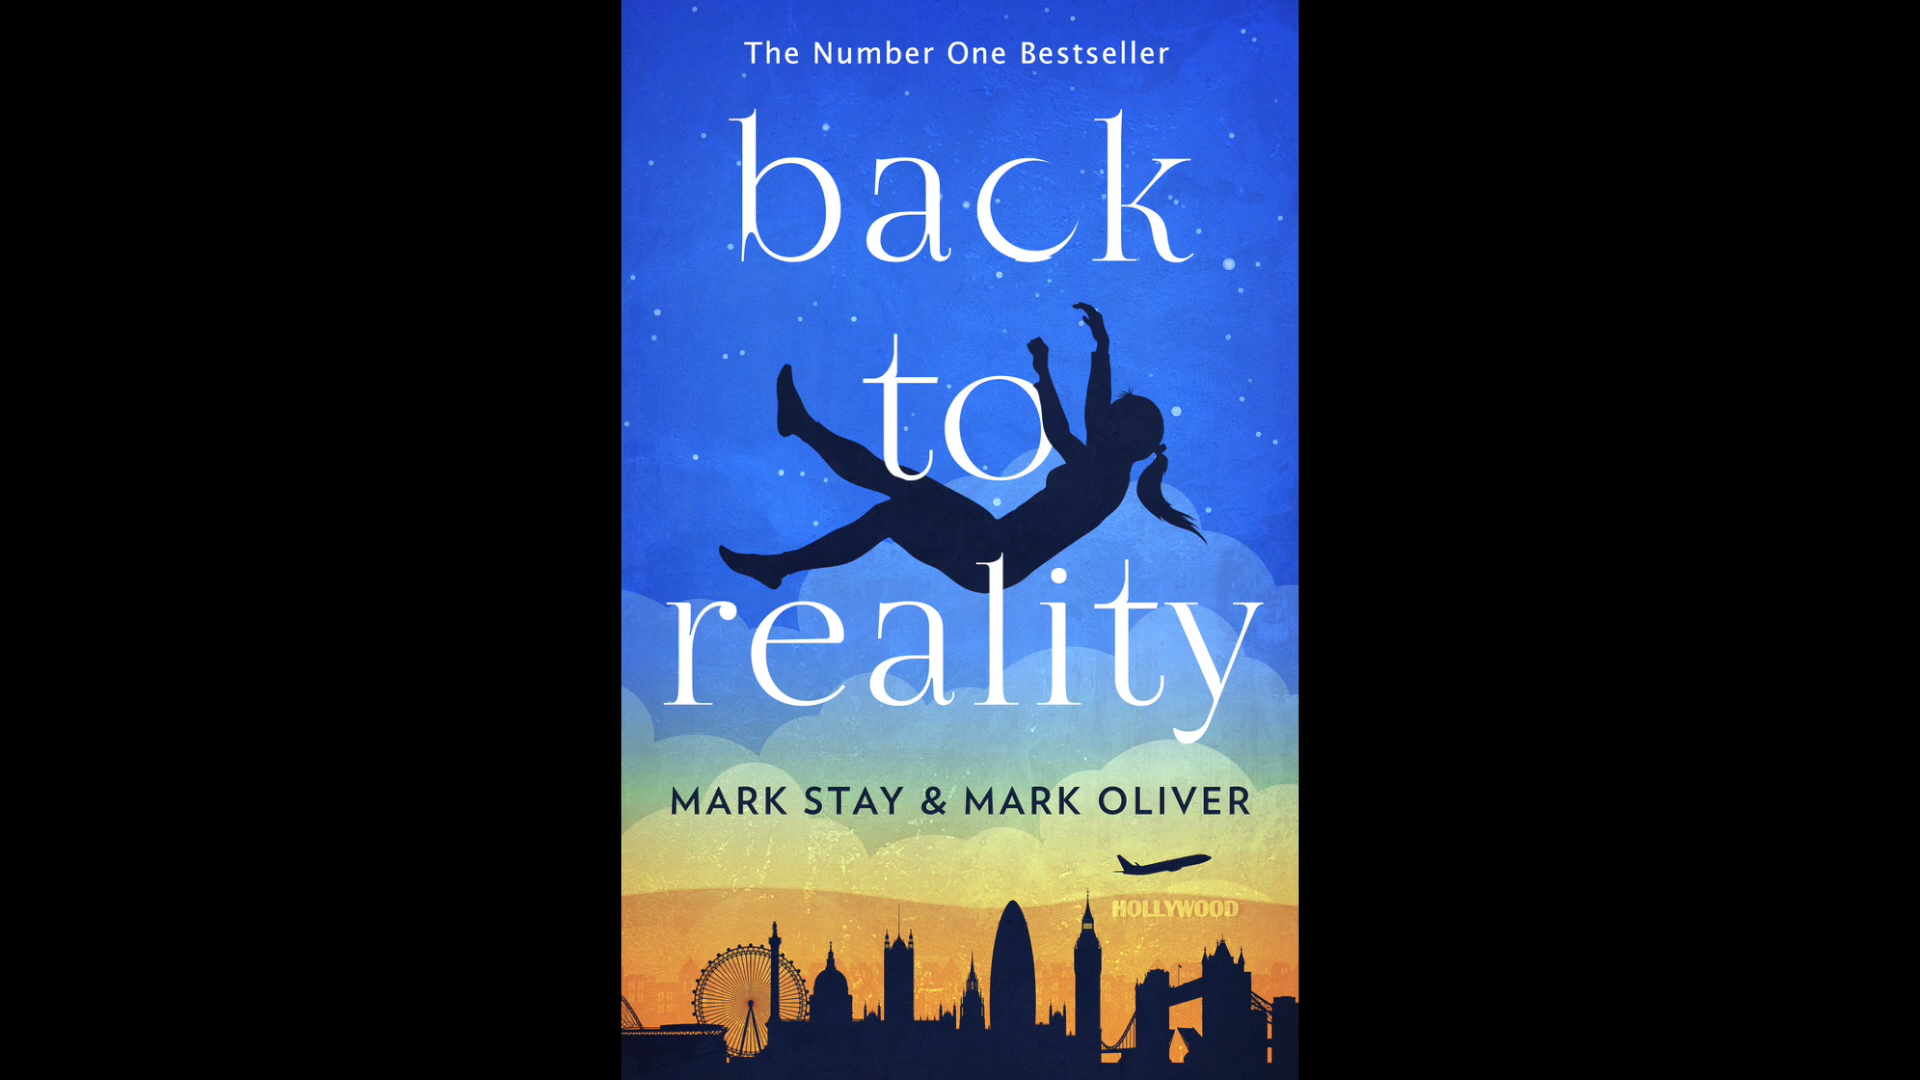 The Number One Bestseller
back
to
reality
MARK STAY & MARK OLIVER
HOLLYWOOD